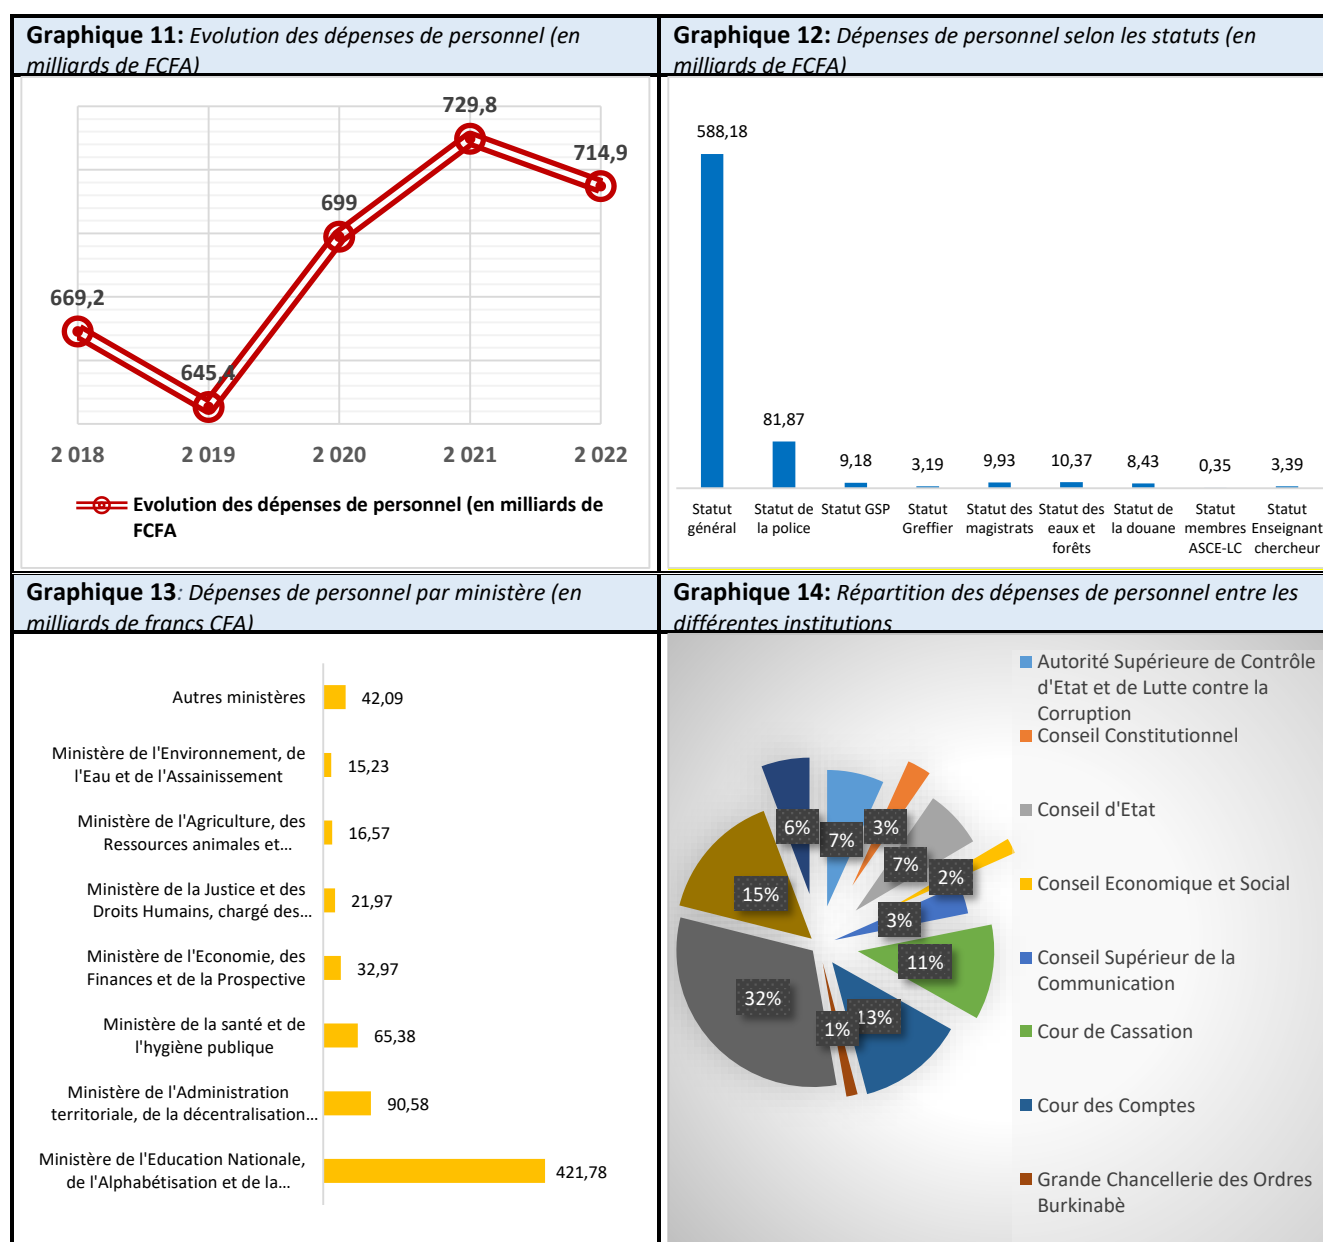 Graphique 11: Evolution des dépenses de personnel (en
milliards de FCFA)
729,8
714,9
699
669,2
645,4
2 018 2 019 2 020 2 021 2 022
Evolution des dépenses de personnel (en milliards de
FCFA
Graphique 12: Dépenses de personnel selon les statuts (en
milliards de FCFA)
588,18
81,87
9,18 3,19 9,93 10,37 8,43 0,35 3,39
Statut général
Statut de la police
Statut GSP
Statut Greffier
Statut des magistrats
Statut des eaux et forêts
Statut de la douane
Statut membres ASCE-LC
Statut Enseignant chercheur
Graphique 13: Dépenses de personnel par ministère (en
milliards de francs CFA)
Autres ministères 42,09
Ministère de l'Environnement, de
l'Eau et de l'Assainissement 15,23
Ministère de l'Agriculture, des
Ressources animales et... 16,57
Ministère de la Justice et des
Droits Humains, chargé des... 21,97
Ministère de l'Economie, des
Finances et de la Prospective 32,97
Ministère de la santé et de
l'hygiène publique 65,38
Ministère de l'Administration
territoriale, de la décentralisation... 90,58
Ministère de l'Education Nationale,
de l'Alphabétisation et de la... 421,78
Graphique 14: Répartition des dépenses de personnel entre les
différentes institutions
6%
7%
3%
7%
2%
3%
11%
13%
1%
32%
15%
Autorité Supérieure de Contrôle
d'Etat et de Lutte contre la
Corruption
Conseil Constitutionnel
Conseil d'Etat
Conseil Economique et Social
Conseil Supérieur de la
Communication
Cour de Cassation
Cour des Comptes
Grande Chancellerie des Ordres
Burkinabè